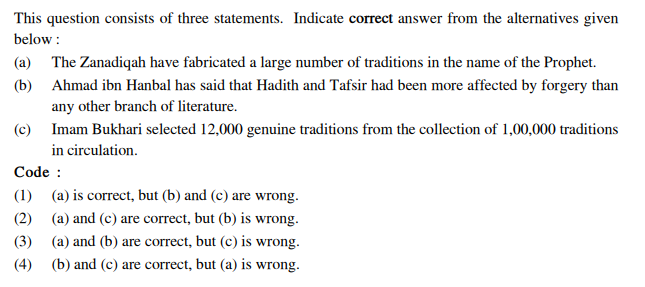 This question consists of three statements. Indicate correct answer from the alternatives given
below :
(a) The Zanadiqah have fabricated a large number of traditions in the name of the Prophet.
(b) Ahmad ibn Hanbal has said that Hadith and Tafsir had been more affected by forgery than
any other branch of literature.
(c) Imam Bukhari selected 12,000 genuine traditions from the collection of 1,00,000 traditions
in circulation.
Code :
(1) (a) is correct, but (b) and (c) are wrong.
(2) (a) and (c) are correct, but (b) is wrong.
(3) (a) and (b) are correct, but (c) is wrong.
(4) (b) and (c) are correct, but (a) is wrong.